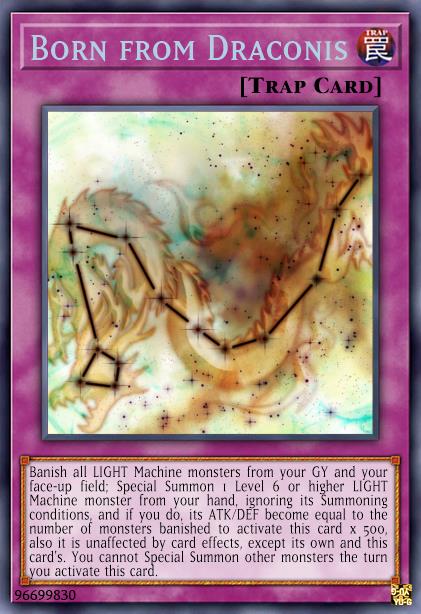 Born from Draconis
TRAP
罠
[Trap Card]
Banish all LIGHT Machine monsters from your GY and your
face-up field; Special Summon 1 Level 6 or higher LIGHT
Machine monster from your hand, ignoring its Summoning
conditions, and if you do, its ATK/DEF become equal to the
number of monsters banished to activate this card x 500,
also it is unaffected by card effects, except its own and this
card's. You cannot Special Summon other monsters the turn
you activate this card.
96699830